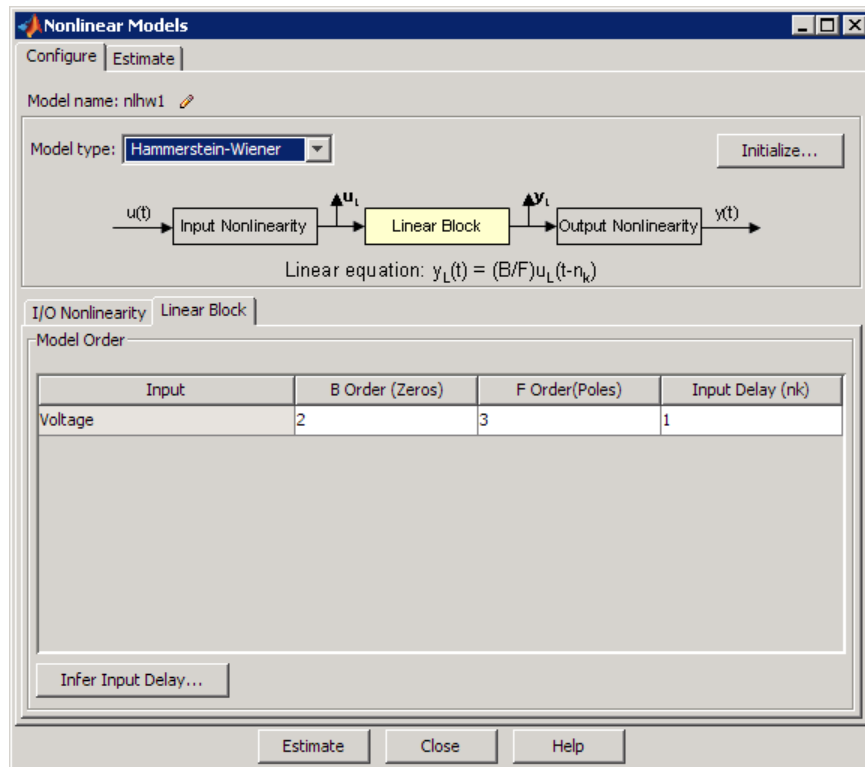 Nonlinear Models
Configure Estimate
Model name: nlhw1
Model type: Hammerstein-Wiener Initialize...
u(t) Input Nonlinearity uL Linear Block yL Output Nonlinearity y(t)
Linear equation: yL(t) = (B/F)uL(t-nk)
I/O Nonlinearity Linear Block
Model Order
Input B Order (Zeros) F Order(Poles) Input Delay (nk)
Voltage 2 3 1
Infer Input Delay...
Estimate Close Help